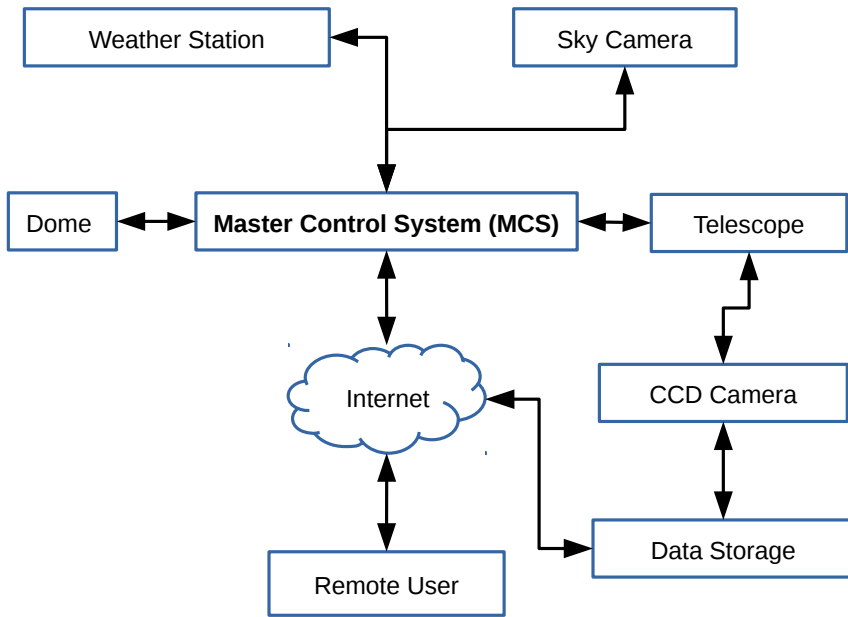 Weather Station
Sky Camera
Dome
Master Control System (MCS)
Telescope
Internet
CCD Camera
Data Storage
Remote User